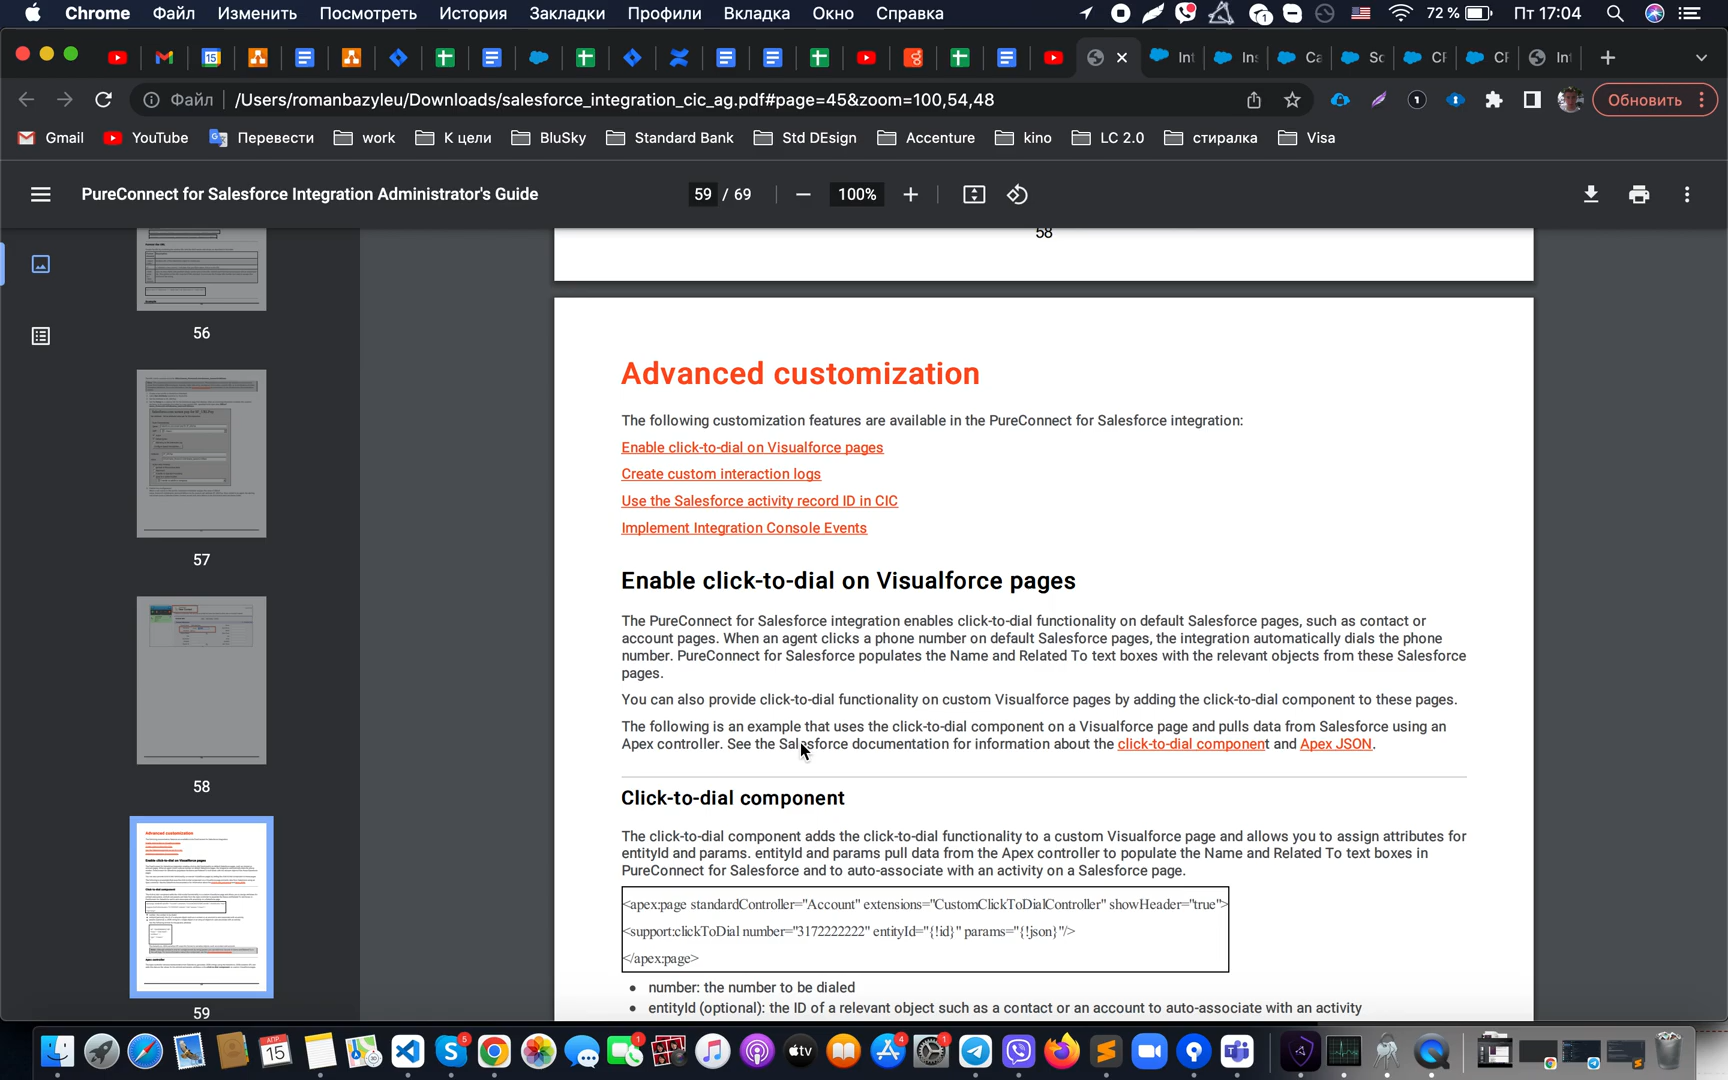 Chrome Файл Изменить Посмотреть История Закладки Профили Вкладка Окно Справка 72 % Пт 17:04
15 Int Ins Ca Sc
Файл /Users/romanbazyleu/Downloads/salesforce_integration_cic_ag.pdf#page=45&zoom=100,54,48 Обновить
Gmail YouTube Перевести work К цели BluSky Standard Bank Std DEsign Accenture kino LC 2.0 стиралка Visa
PureConnect for Salesforce Integration Administrator's Guide 59 / 69 100%
56
57
58
59
58
Advanced customization
The following customization features are available in the PureConnect for Salesforce integration:
Enable click-to-dial on Visualforce pages
Create custom interaction logs
Use the Salesforce activity record ID in CIC
Implement Integration Console Events
Enable click-to-dial on Visualforce pages
The PureConnect for Salesforce integration enables click-to-dial functionality on default Salesforce pages, such as contact or
account pages. When an agent clicks a phone number on default Salesforce pages, the integration automatically dials the phone
number. PureConnect for Salesforce populates the Name and Related To text boxes with the relevant objects from these Salesforce
pages.
You can also provide click-to-dial functionality on custom Visualforce pages by adding the click-to-dial component to these pages.
The following is an example that uses the click-to-dial component on a Visualforce page and pulls data from Salesforce using an
Apex controller. See the Salesforce documentation for information about the click-to-dial component and Apex JSON.
Click-to-dial component
The click-to-dial component adds the click-to-dial functionality to a custom Visualforce page and allows you to assign attributes for
entityId and params. entityId and params pull data from the Apex controller to populate the Name and Related To text boxes in
PureConnect for Salesforce and to auto-associate with an activity on a Salesforce page.
<apex:page standardController="Account" extensions="CustomClickToDialController" showHeader="true">
<support:clickToDial number="3172222222" entityId="{!id}" params="{!json}"/>
</apex:page>
• number: the number to be dialed
• entityId (optional): the ID of a relevant object such as a contact or an account to auto-associate with an activity